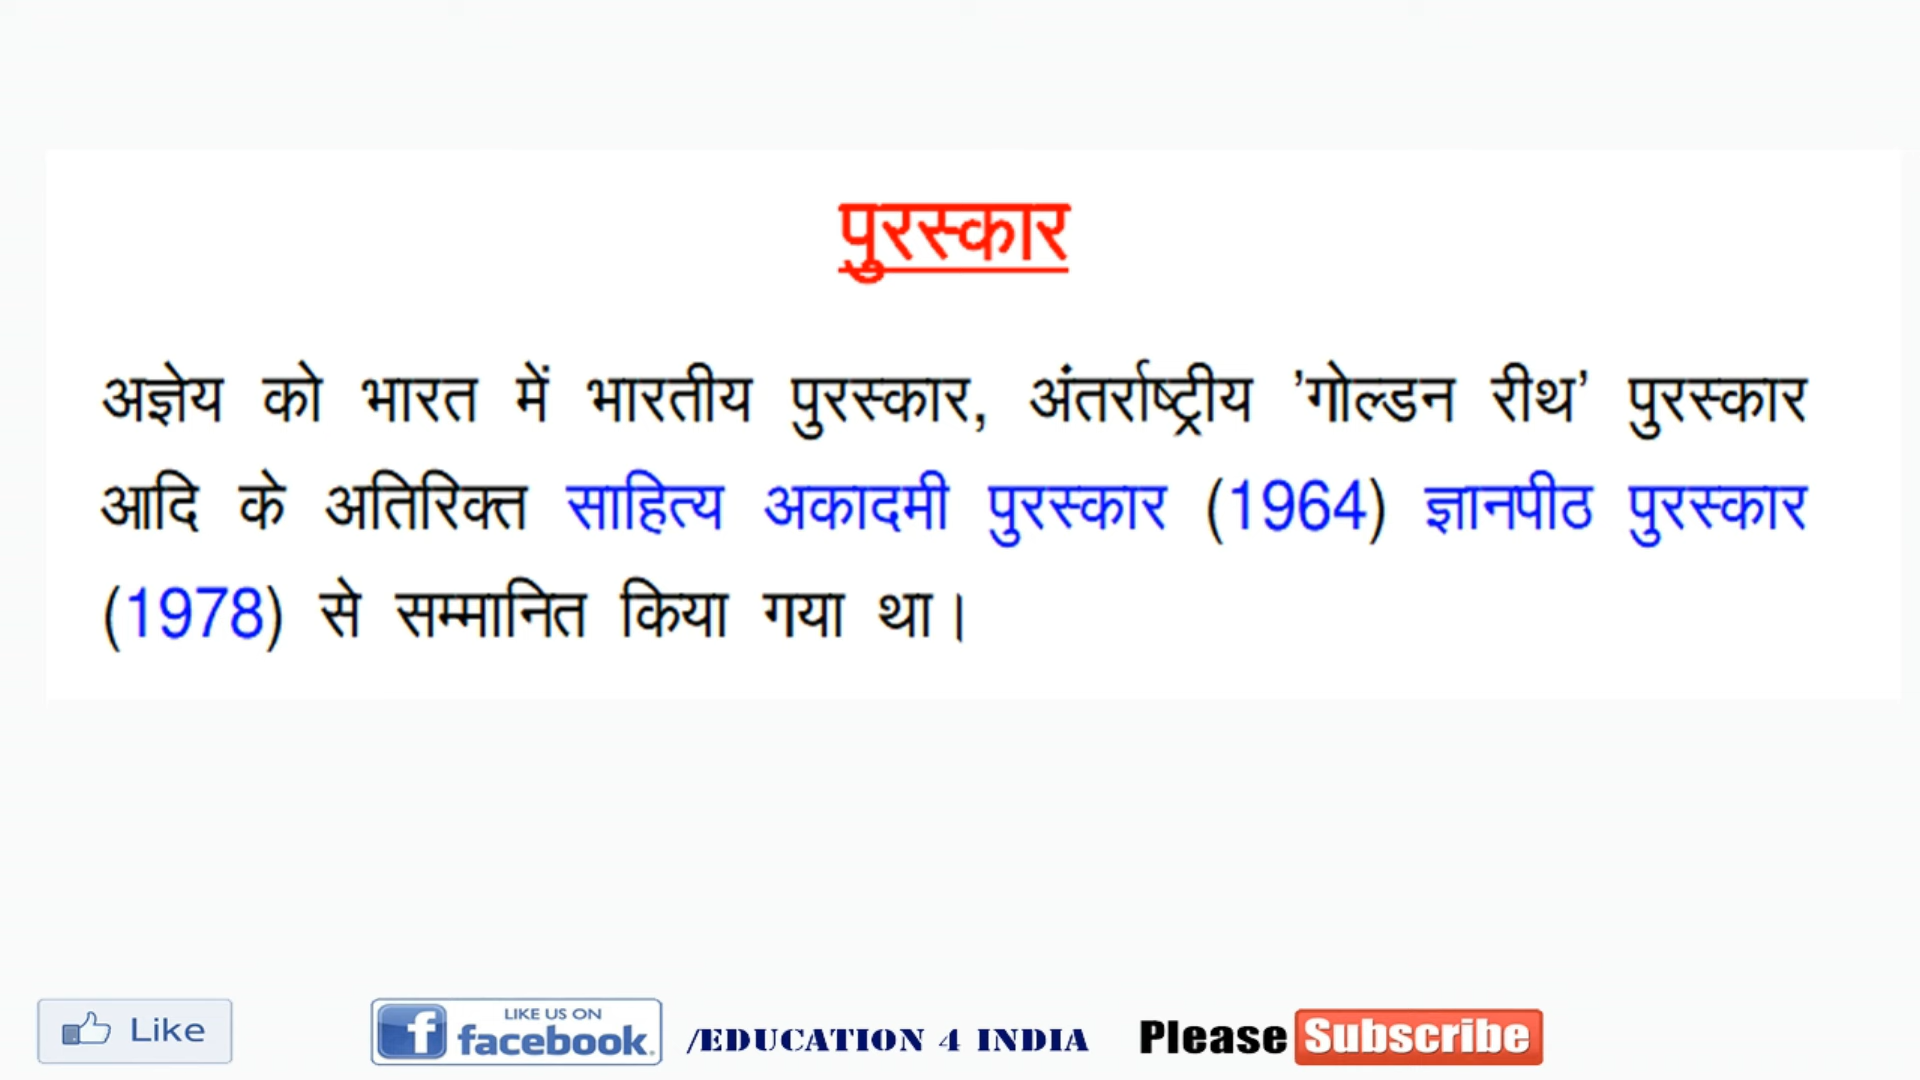 पुरस्कार
अज्ञेय को भारत में भारतीय पुरस्कार, अंतर्राष्ट्रीय ’गोल्डन रीथ’ पुरस्कार
आदि के अतिरिक्त साहित्य अकादमी पुरस्कार (1964) ज्ञानपीठ पुरस्कार
(1978) से सम्मानित किया गया था।
Like
LIKE US ON
facebook.
/EDUCATION 4 INDIA
Please Subscribe